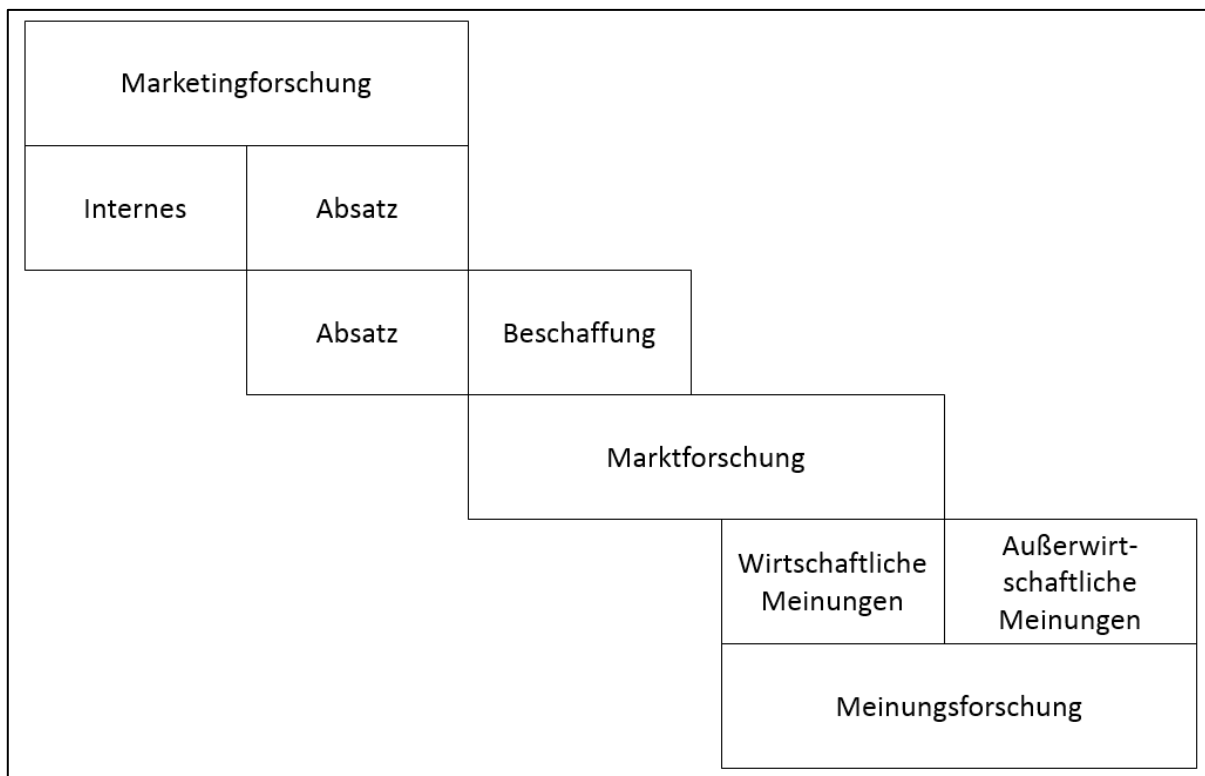 Marketingforschung
Internes
Absatz
Absatz
Beschaffung
Marktforschung
Wirtschaftliche
Meinungen
Außerwirt-
schaftliche
Meinungen
Meinungsforschung